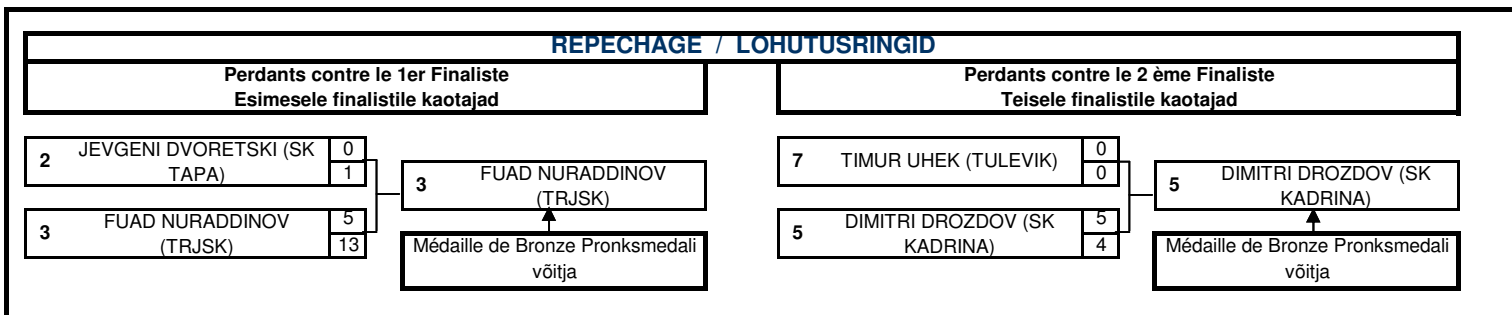 REPECHAGE / LOHUTUSRINGID
Perdants contre le 1er Finaliste
Esimesele finalistile kaotajad
Perdants contre le 2 ème Finaliste
Teisele finalistile kaotajad
2 JEVGENI DVORETSKI (SK
TAPA)
0
1
3 FUAD NURADDINOV
(TRJSK)
5
13
3 FUAD NURADDINOV
(TRJSK)
Médaille de Bronze Pronksmedali
võitja
7 TIMUR UHEK (TULEVIK)
0
0
5 DIMITRI DROZDOV (SK
KADRINA)
5
4
5 DIMITRI DROZDOV (SK
KADRINA)
Médaille de Bronze Pronksmedali
võitja